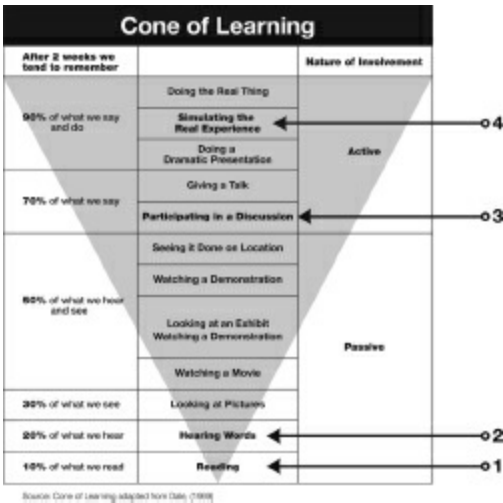 Cone of Learning
After 2 weeks we
tend to remember
Nature of Involvement
90% of what we say
and do
Doing the Real Thing
Simulating the
Real Experience
4
Doing a
Dramatic Presentation
Active
70% of what we say
Giving a Talk
Participating in a Discussion
3
50% of what we hear
and see
Seeing it Done on Location
Watching a Demonstration
Looking at an Exhibit
Watching a Demonstration
Watching a Movie
Passive
30% of what we see
Looking at Pictures
20% of what we hear
Hearing Words
2
10% of what we read
Reading
1
Source: Cone of Learning adapted from Dale, (1969)